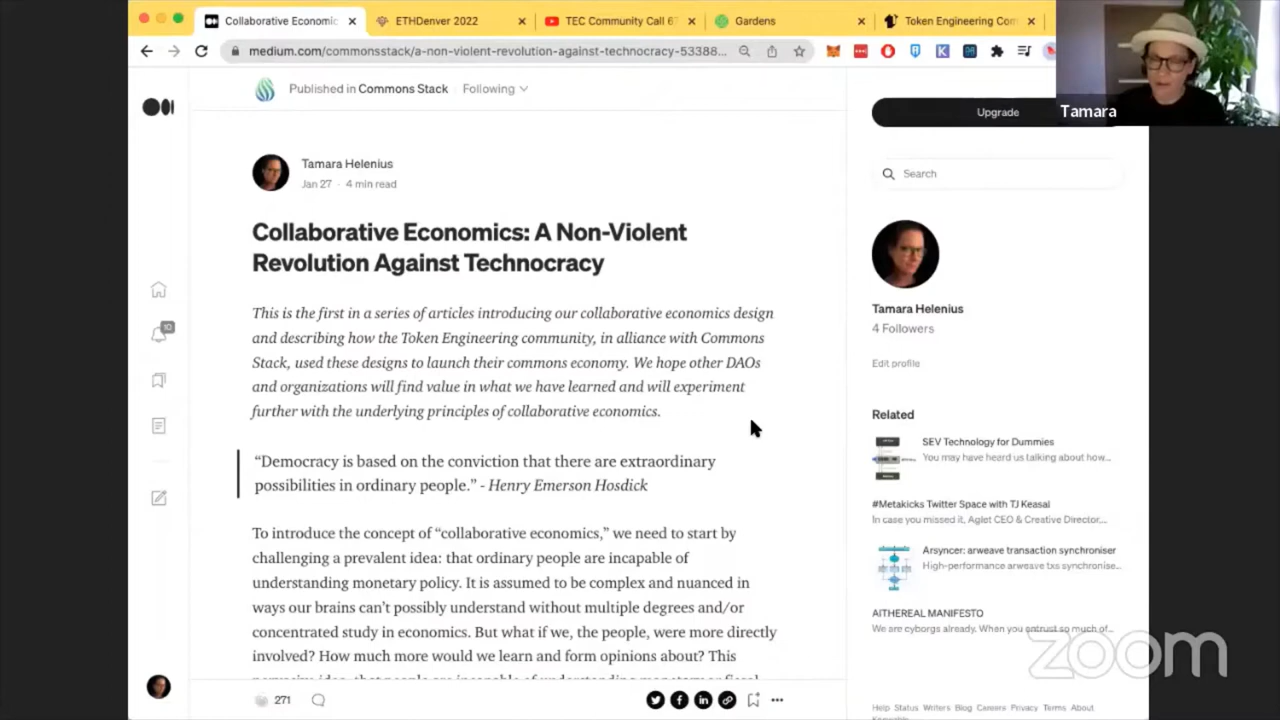 Collaborative Economic
ETHDenver 2022
TEC Community Call 6
Gardens
Token Engineering Com
medium.com/commonsstack/a-non-violent-revolution-against-technocracy-53388...
Tamara
Published in Commons Stack · Following
Upgrade
Tamara Helenius
Jan 27 · 4 min read
Search
Collaborative Economics: A Non-Violent
Revolution Against Technocracy
This is the first in a series of articles introducing our collaborative economics design
and describing how the Token Engineering community, in alliance with Commons
Stack, used these designs to launch their commons economy. We hope other DAOs
and organizations will find value in what we have learned and will experiment
further with the underlying principles of collaborative economics.
“Democracy is based on the conviction that there are extraordinary
possibilities in ordinary people.” - Henry Emerson Hosdick
To introduce the concept of “collaborative economics,” we need to start by
challenging a prevalent idea: that ordinary people are incapable of
understanding monetary policy. It is assumed to be complex and nuanced in
ways our brains can’t possibly understand without multiple degrees and/or
concentrated study in economics. But what if we, the people, were more directly
involved? How much more would we learn and form opinions about? This
271
10
Tamara Helenius
4 Followers
Edit profile
Related
SEV Technology for Dummies
You may have heard us talking about how...
#Metakicks Twitter Space with TJ Keasal
In case you missed it, Aglet CEO & Creative Director,...
Arsyncer: arweave transaction synchroniser
High-performance arweave txs synchronise...
AITHEREAL MANIFESTO
We are cyborgs already. When you entrust so much of...
zoom
Help Status Writers Blog Careers Privacy Terms About